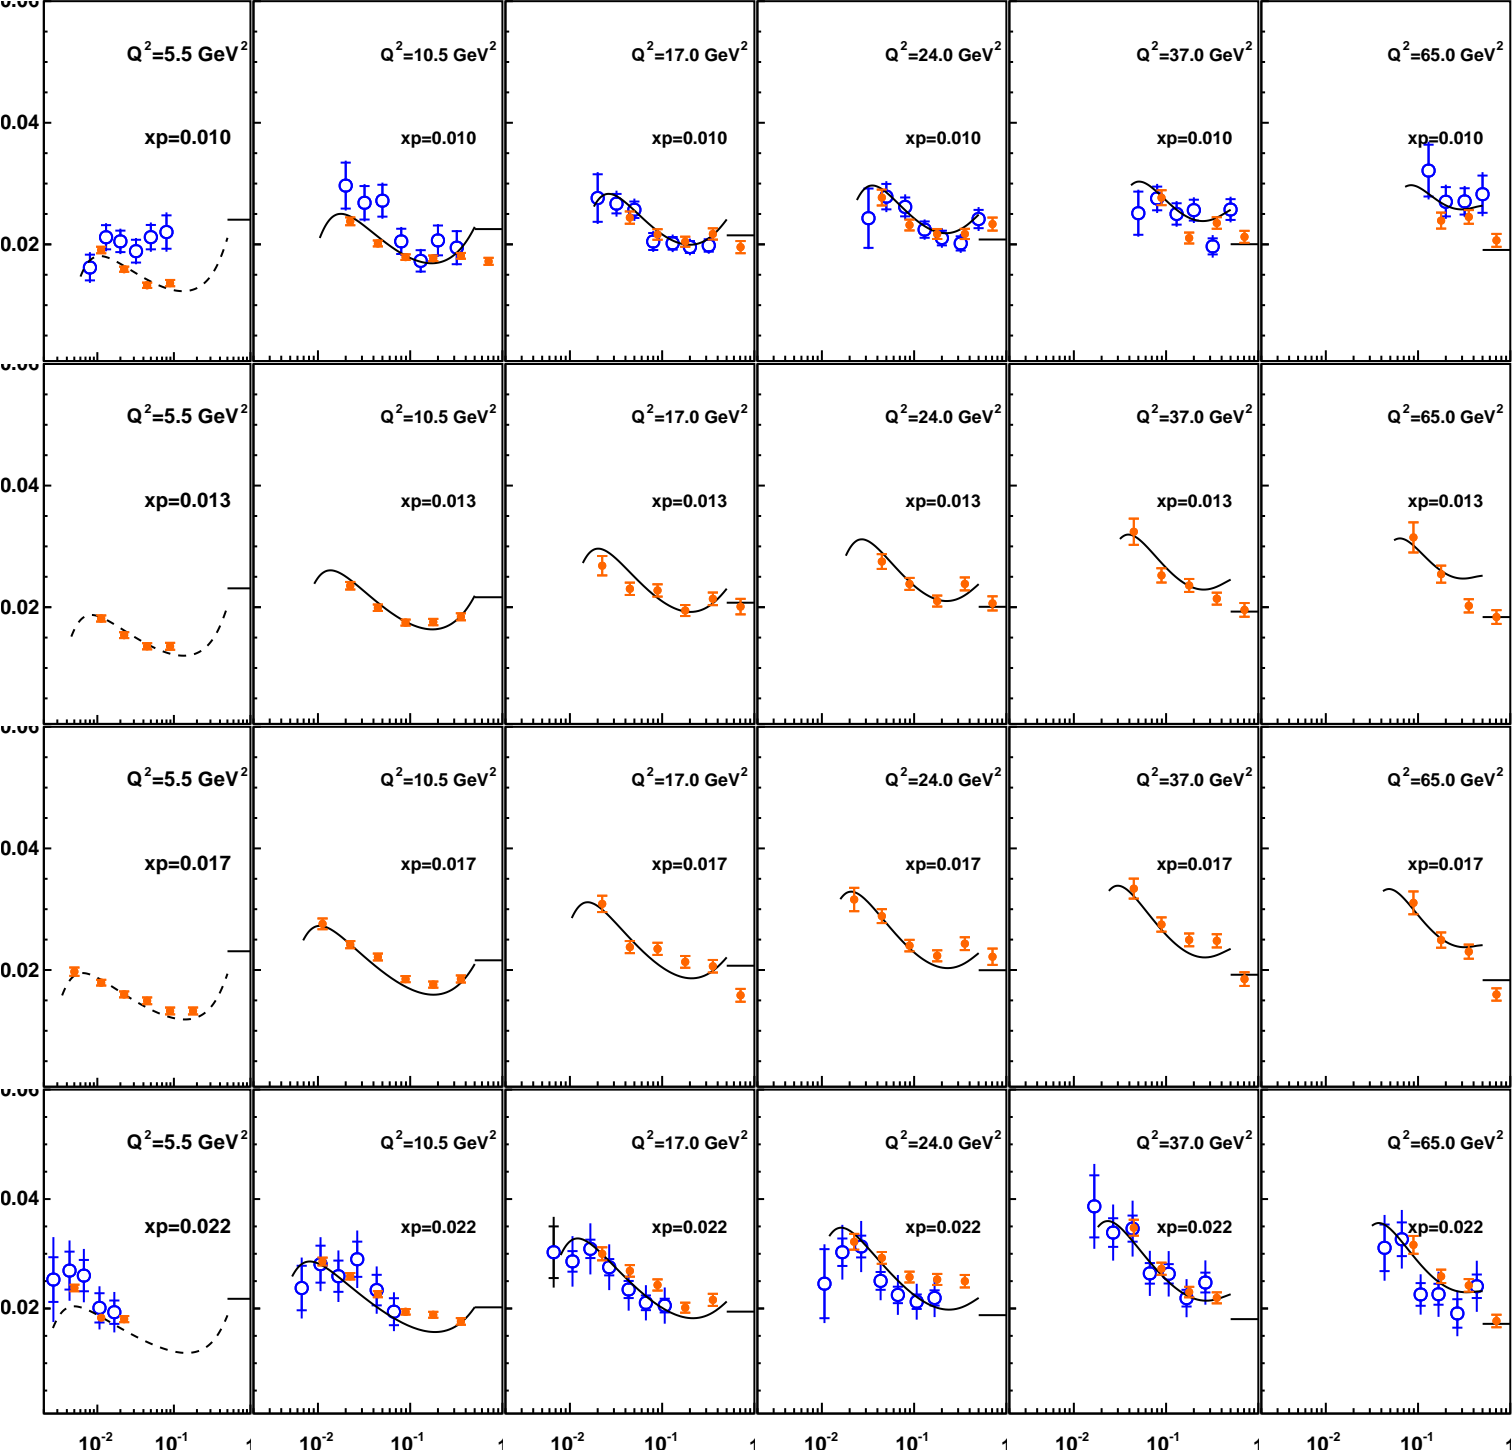 0.06
Q²=5.5 GeV² Q²=10.5 GeV² Q²=17.0 GeV² Q²=24.0 GeV² Q²=37.0 GeV² Q²=65.0 GeV²
0.04
xp=0.010 xp=0.010 xp=0.010 xp=0.010 xp=0.010 xp=0.010
0.02
0.06
Q²=5.5 GeV² Q²=10.5 GeV² Q²=17.0 GeV² Q²=24.0 GeV² Q²=37.0 GeV² Q²=65.0 GeV²
0.04
xp=0.013 xp=0.013 xp=0.013 xp=0.013 xp=0.013 xp=0.013
0.02
0.06
Q²=5.5 GeV² Q²=10.5 GeV² Q²=17.0 GeV² Q²=24.0 GeV² Q²=37.0 GeV² Q²=65.0 GeV²
0.04
xp=0.017 xp=0.017 xp=0.017 xp=0.017 xp=0.017 xp=0.017
0.02
0.06
Q²=5.5 GeV² Q²=10.5 GeV² Q²=17.0 GeV² Q²=24.0 GeV² Q²=37.0 GeV² Q²=65.0 GeV²
0.04
xp=0.022 xp=0.022 xp=0.022 xp=0.022 xp=0.022 xp=0.022
0.02
10⁻² 10⁻¹ 1 10⁻² 10⁻¹ 1 10⁻² 10⁻¹ 1 10⁻² 10⁻¹ 1 10⁻² 10⁻¹ 1 10⁻² 10⁻¹ 1